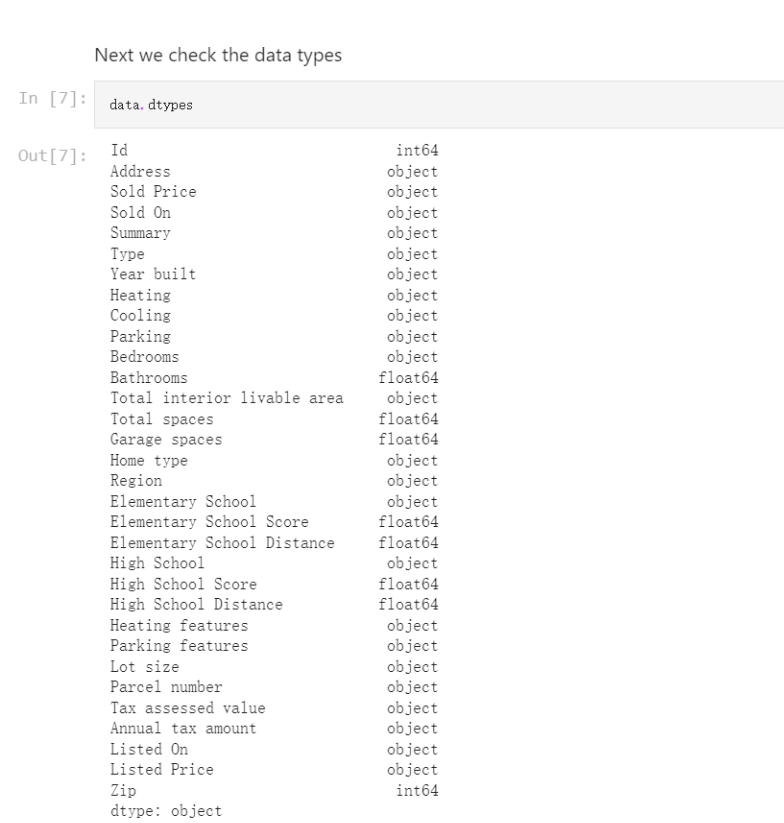 Next we check the data types
In [7]: data.dtypes
Out[7]: Id int64
Address object
Sold Price object
Sold On object
Summary object
Type object
Year built object
Heating object
Cooling object
Parking object
Bedrooms object
Bathrooms float64
Total interior livable area object
Total spaces float64
Garage spaces float64
Home type object
Region object
Elementary School object
Elementary School Score float64
Elementary School Distance float64
High School object
High School Score float64
High School Distance float64
Heating features object
Parking features object
Lot size object
Parcel number object
Tax assessed value object
Annual tax amount object
Listed On object
Listed Price object
Zip int64
dtype: object